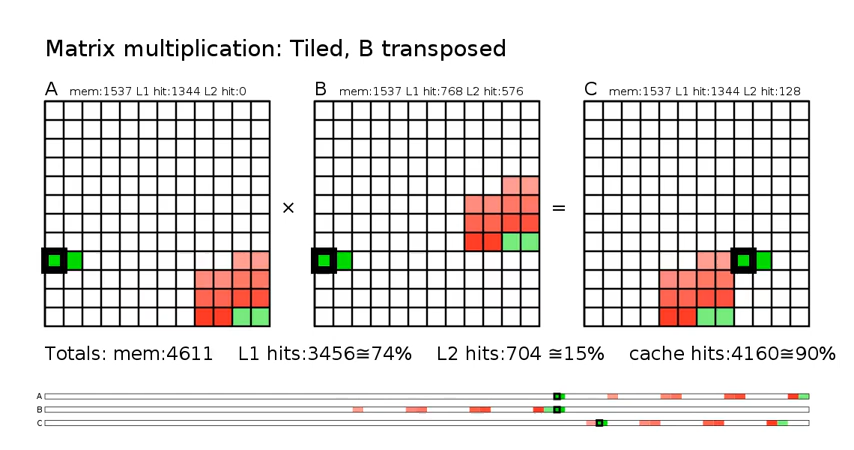 Matrix multiplication: Tiled, B transposed
A mem:1537 L1 hit:1344 L2 hit:0
B mem:1537 L1 hit:768 L2 hit:576
C mem:1537 L1 hit:1344 L2 hit:128
× =
Totals: mem:4611 L1 hits:3456≅74% L2 hits:704 ≅15% cache hits:4160≅90%
A
B
C